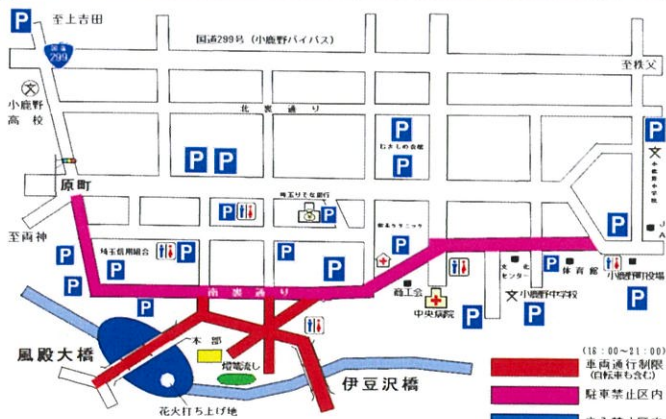 至上吉田
国道299号 (小鹿野バイパス)
国道
299
至秩父
文
小鹿野
高校
北裏通り
P
むさしの会館
文
小鹿野小学校
原町
埼玉りそな銀行
至両神
埼玉信用組合
JA
文化
センター
体育館
小鹿野町役場
南裏通り
商工会
中央病院
文
小鹿野中学校
本部
風殿大橋
燈篭流し
伊豆沢橋
花火打ち上げ地
(16:00~21:00)
車両通行制限
(自転車も含む)
駐車禁止区内